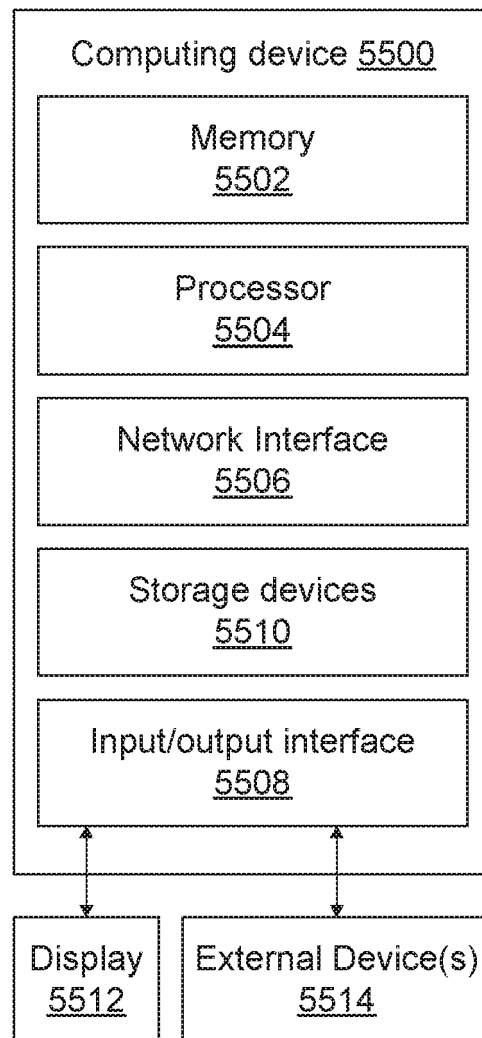 Computing device 5500
Memory
5502
Processor
5504
Network Interface
5506
Storage devices
5510
Input/output interface
5508
Display
5512
External Device(s)
5514